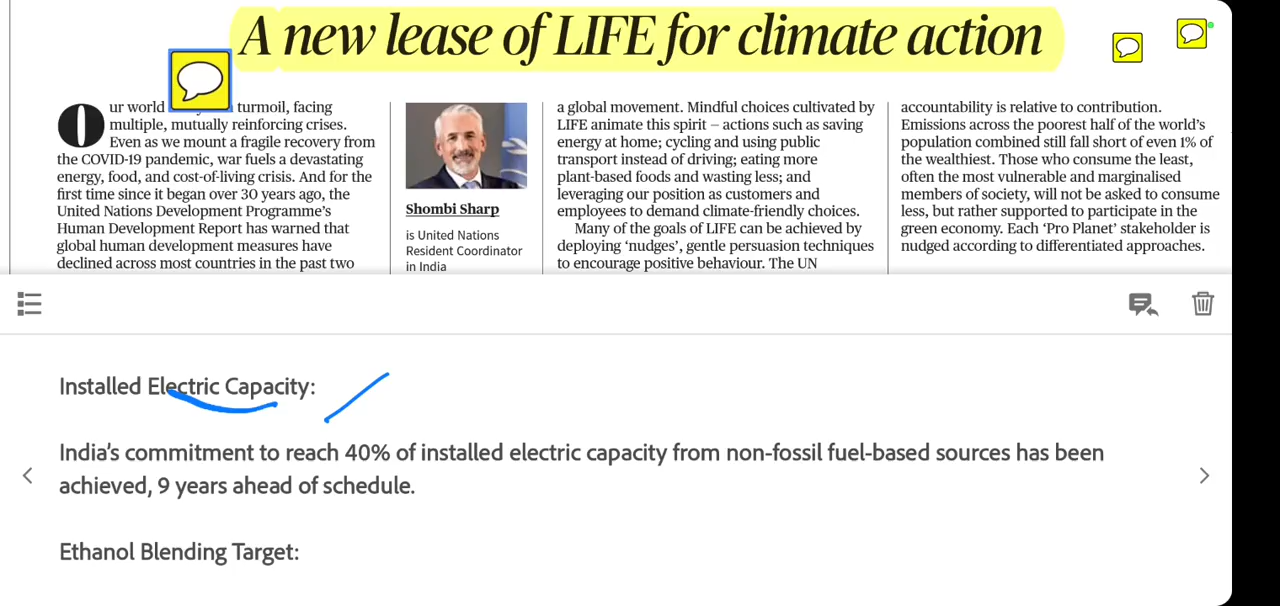 A new lease of LIFE for climate action
Our world turmoil, facing
multiple, mutually reinforcing crises.
Even as we mount a fragile recovery from
the COVID-19 pandemic, war fuels a devastating
energy, food, and cost-of-living crisis. And for the
first time since it began over 30 years ago, the
United Nations Development Programme's
Human Development Report has warned that
global human development measures have
declined across most countries in the past two
Shombi Sharp
is United Nations
Resident Coordinator
in India
a global movement. Mindful choices cultivated by
LIFE animate this spirit – actions such as saving
energy at home; cycling and using public
transport instead of driving; eating more
plant-based foods and wasting less; and
leveraging our position as customers and
employees to demand climate-friendly choices.
Many of the goals of LIFE can be achieved by
deploying 'nudges', gentle persuasion techniques
to encourage positive behaviour. The UN
accountability is relative to contribution.
Emissions across the poorest half of the world's
population combined still fall short of even 1% of
the wealthiest. Those who consume the least,
often the most vulnerable and marginalised
members of society, will not be asked to consume
less, but rather supported to participate in the
green economy. Each 'Pro Planet' stakeholder is
nudged according to differentiated approaches.
Installed Electric Capacity:
India's commitment to reach 40% of installed electric capacity from non-fossil fuel-based sources has been
achieved, 9 years ahead of schedule.
Ethanol Blending Target: